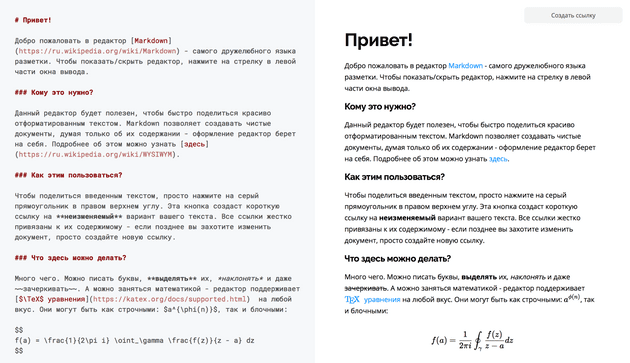 # Привет!
Добро пожаловать в редактор [Markdown]
(https://ru.wikipedia.org/wiki/Markdown) - самого дружелюбного языка
разметки. Чтобы показать/скрыть редактор, нажмите на стрелку в левой
части окна вывода.
### Кому это нужно?
Данный редактор будет полезен, чтобы быстро поделиться красиво
отформатированным текстом. Markdown позволяет создавать чистые
документы, думая только об их содержании - оформление редактор берет
на себя. Подробнее об этом можно узнать [здесь]
(https://ru.wikipedia.org/wiki/WYSIWYM).
### Как этим пользоваться?
Чтобы поделиться введенным текстом, просто нажмите на серый
прямоугольник в правом верхнем углу. Эта кнопка создаст короткую
ссылку на **неизменяемый** вариант вашего текста. Все ссылки жестко
привязаны к их содержимому - если позднее вы захотите изменить
документ, просто создайте новую ссылку.
### Что здесь можно делать?
Много чего. Можно писать буквы, **выделять** их, *наклонять* и даже
~~зачеркивать~~. А можно заняться математикой - редактор поддерживает
[$\TeX$ уравнения](https://katex.org/docs/supported.html) на любой
вкус. Они могут быть как строчными: $a^{\phi(n)}$, так и блочными:
$$
f(a) = \frac{1}{2\pi i} \oint_\gamma \frac{f(z)}{z - a} dz
$$
Создать ссылку
Привет!
Добро пожаловать в редактор Markdown - самого дружелюбного языка
разметки. Чтобы показать/скрыть редактор, нажмите на стрелку в левой
части окна вывода.
Кому это нужно?
Данный редактор будет полезен, чтобы быстро поделиться красиво
отформатированным текстом. Markdown позволяет создавать чистые
документы, думая только об их содержании - оформление редактор берет
на себя. Подробнее об этом можно узнать здесь.
Как этим пользоваться?
Чтобы поделиться введенным текстом, просто нажмите на серый
прямоугольник в правом верхнем углу. Эта кнопка создаст короткую
ссылку на неизменяемый вариант вашего текста. Все ссылки жестко
привязаны к их содержимому - если позднее вы захотите изменить
документ, просто создайте новую ссылку.
Что здесь можно делать?
Много чего. Можно писать буквы, выделять их, наклонять и даже
зачеркивать. А можно заняться математикой - редактор поддерживает
TEX уравнения на любой вкус. Они могут быть как строчными: a^ϕ(n), так
и блочными:
f(a) = 1/2πi ∮γ f(z)/z − a dz